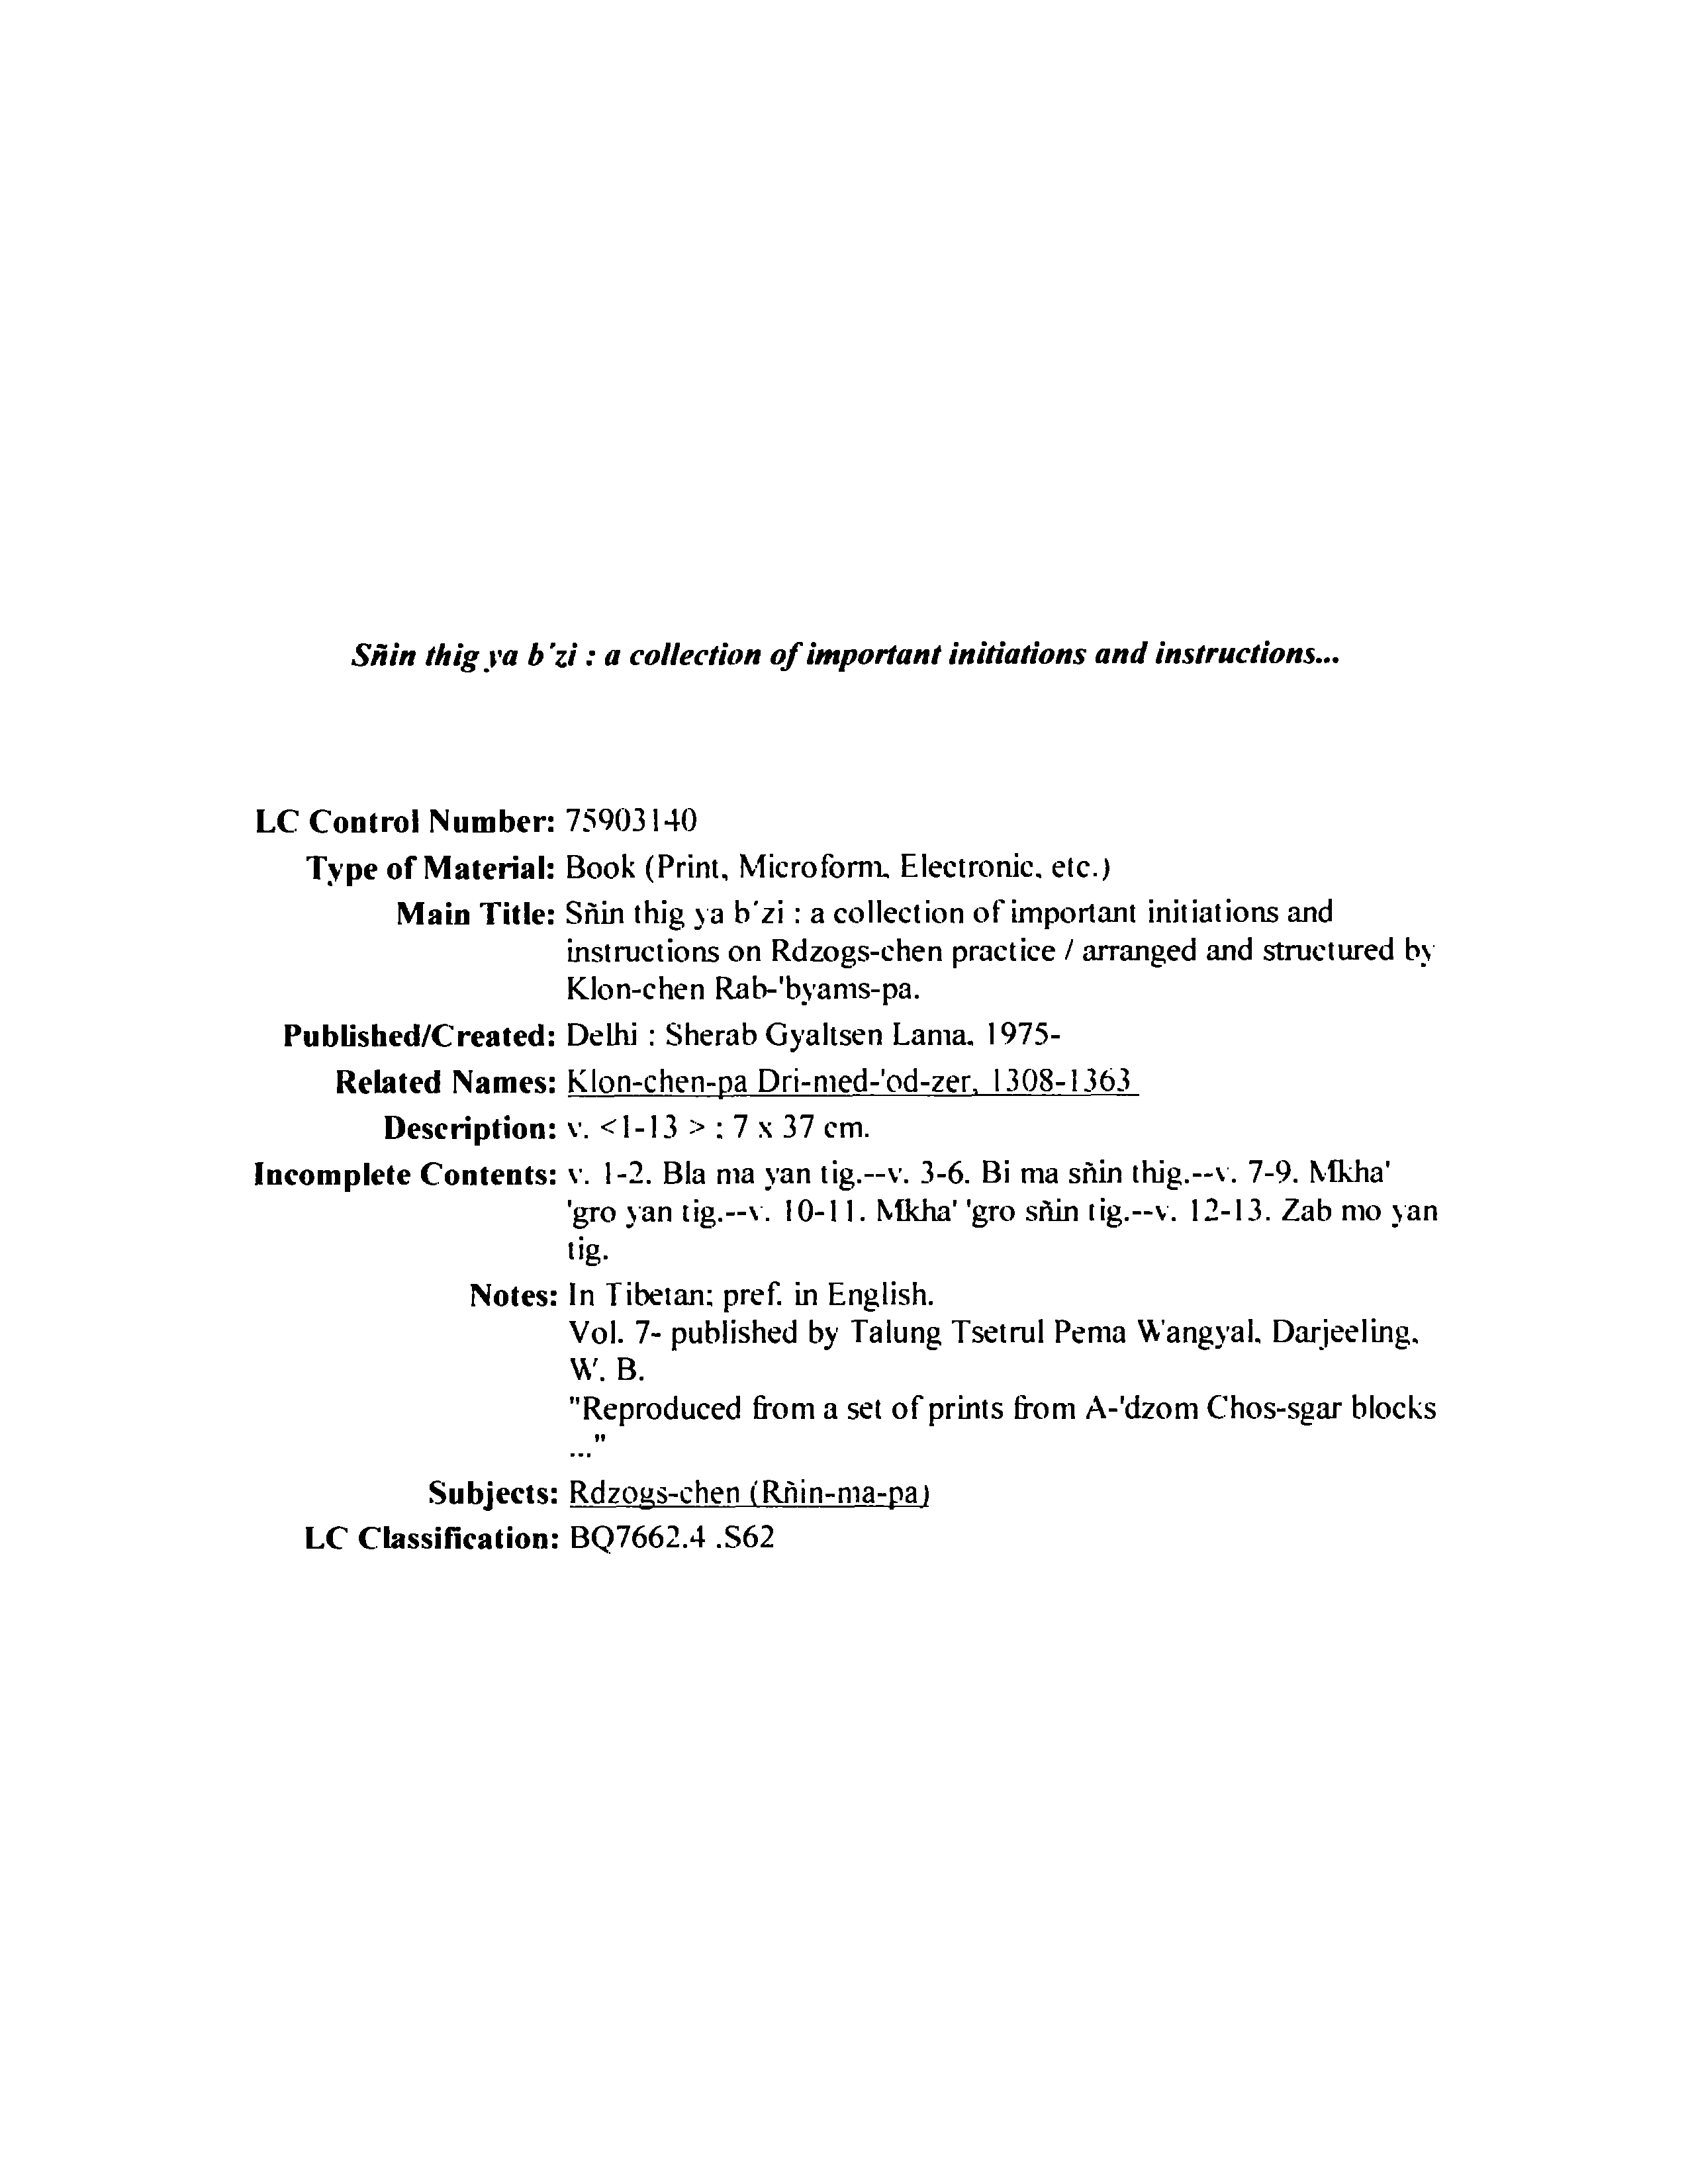 Sñin thig ya b'zi : a collection of important initiations and instructions...
LC Control Number: 75903140
Type of Material: Book (Print, Microform, Electronic, etc.)
Main Title: Sñin thig ya b'zi : a collection of important initiations and
instructions on Rdzogs-chen practice / arranged and structured by
Klon-chen Rab-'byams-pa.
Published/Created: Delhi : Sherab Gyaltsen Lama, 1975-
Related Names: Klon-chen-pa Dri-med-'od-zer, 1308-1363
Description: v. <1-13 > ; 7 x 37 cm.
Incomplete Contents: v. 1-2. Bla ma yan tig.--v. 3-6. Bi ma sñin thig.--v. 7-9. Mkha'
'gro yan tig.--v. 10-11. Mkha' 'gro sñin tig.--v. 12-13. Zab mo yan
tig.
Notes: In Tibetan; pref. in English.
Vol. 7- published by Talung Tsetrul Pema Wangyal, Darjeeling,
W. B.
"Reproduced from a set of prints from A-'dzom Chos-sgar blocks
..."
Subjects: Rdzogs-chen (Rñin-ma-pa)
LC Classification: BQ7662.4 .S62